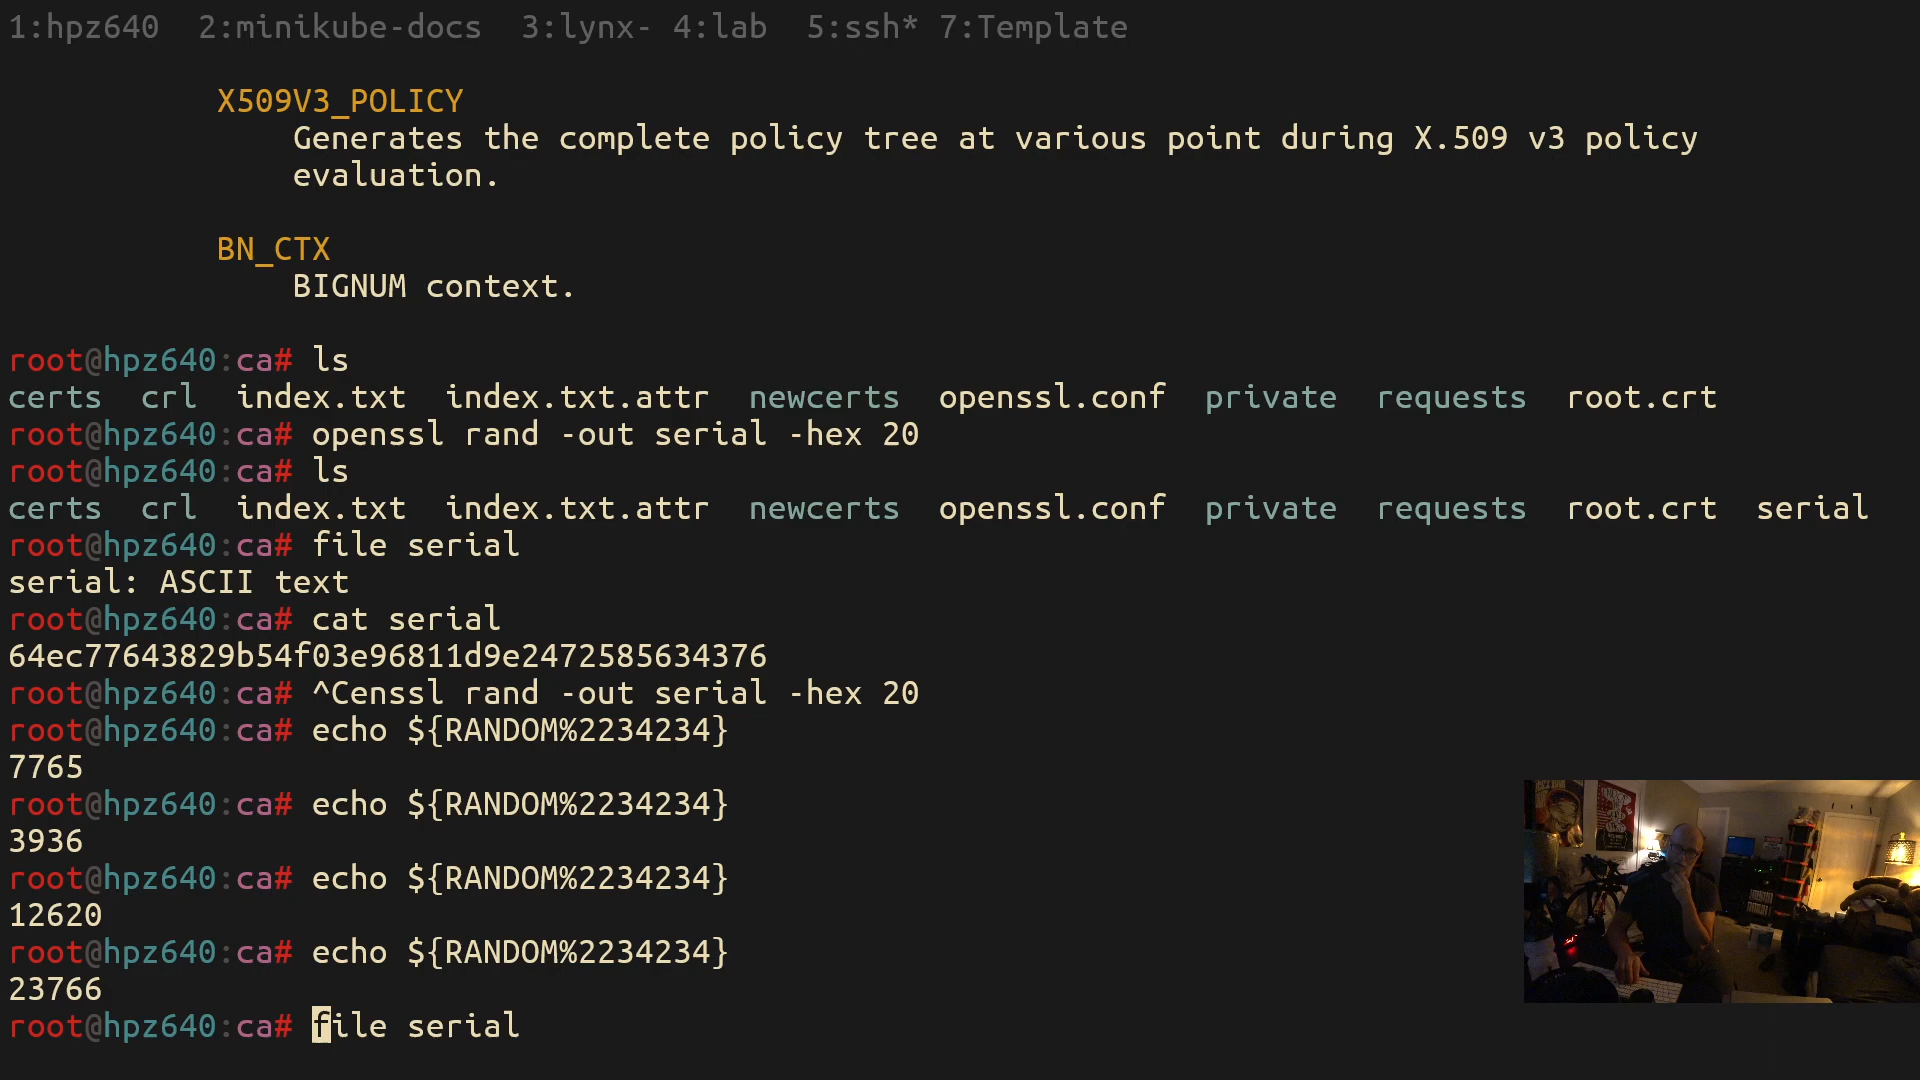 1:hpz640  2:minikube-docs  3:lynx- 4:lab  5:ssh* 7:Template
X509V3_POLICY
Generates the complete policy tree at various point during X.509 v3 policy
evaluation.
BN_CTX
BIGNUM context.
root@hpz640:ca# ls
certs  crl  index.txt  index.txt.attr  newcerts  openssl.conf  private  requests  root.crt
root@hpz640:ca# openssl rand -out serial -hex 20
root@hpz640:ca# ls
certs  crl  index.txt  index.txt.attr  newcerts  openssl.conf  private  requests  root.crt  serial
root@hpz640:ca# file serial
serial: ASCII text
root@hpz640:ca# cat serial
64ec77643829b54f03e96811d9e2472585634376
root@hpz640:ca# ^Censsl rand -out serial -hex 20
root@hpz640:ca# echo ${RANDOM%2234234}
7765
root@hpz640:ca# echo ${RANDOM%2234234}
3936
root@hpz640:ca# echo ${RANDOM%2234234}
12620
root@hpz640:ca# echo ${RANDOM%2234234}
23766
root@hpz640:ca# file serial